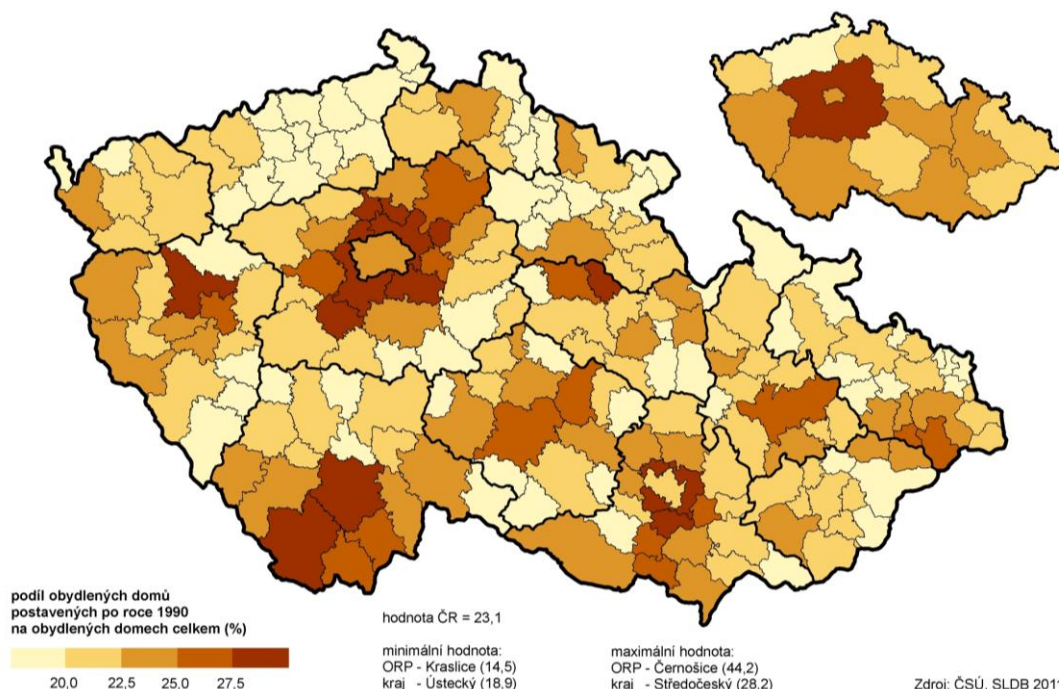 podíl obydlených domů
postavených po roce 1990
na obydlených domech celkem (%)
20,0 22,5 25,0 27,5
hodnota ČR = 23,1
minimální hodnota:
ORP - Kraslice (14,5)
kraj - Ústecký (18,9)
maximální hodnota:
ORP - Černošice (44,2)
kraj - Středočeský (28,2)
Zdroj: ČSÚ, SLDB